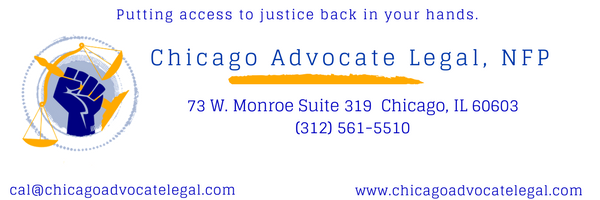 Putting access to justice back in your hands.
Chicago Advocate Legal, NFP
73 W. Monroe Suite 319 Chicago, IL 60603
(312) 561-5510
cal@chicagoadvocatelegal.com
www.chicagoadvocatelegal.com